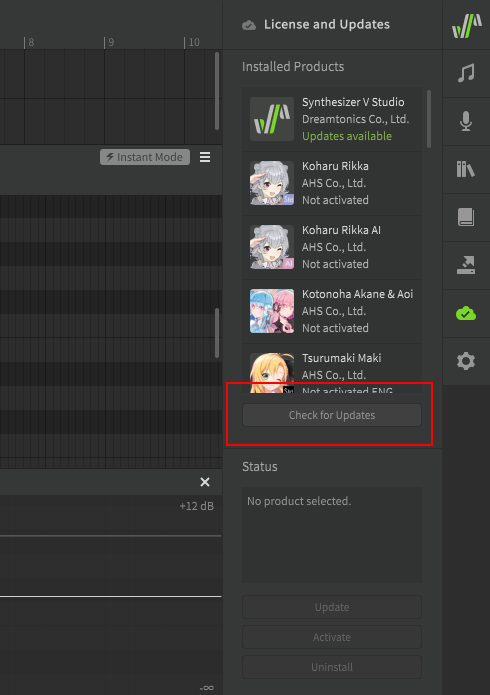 License and Updates
8
9
10
Installed Products
Synthesizer V Studio
Dreamtonics Co., Ltd.
Updates available
Instant Mode
Koharu Rikka
AHS Co., Ltd.
Not activated
Std
Koharu Rikka AI
AHS Co., Ltd.
Not activated
AI
Kotonoha Akane & Aoi
AHS Co., Ltd.
Not activated
Tsurumaki Maki
AHS Co., Ltd.
Not activated ENG
Check for Updates
Status
+12 dB
No product selected.
Update
Activate
Uninstall
-∞